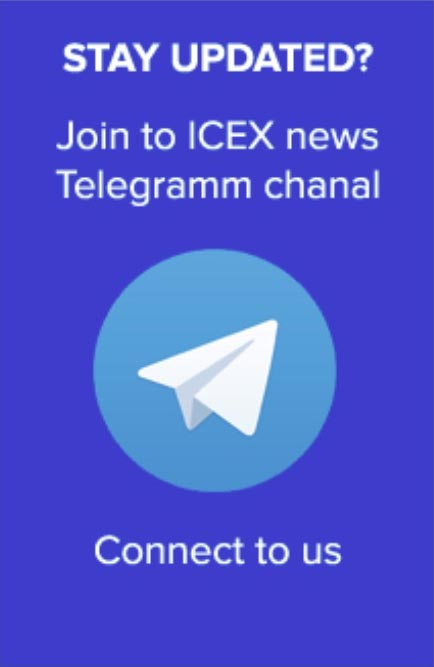 STAY UPDATED?
Join to ICEX news
Telegramm chanal
Connect to us